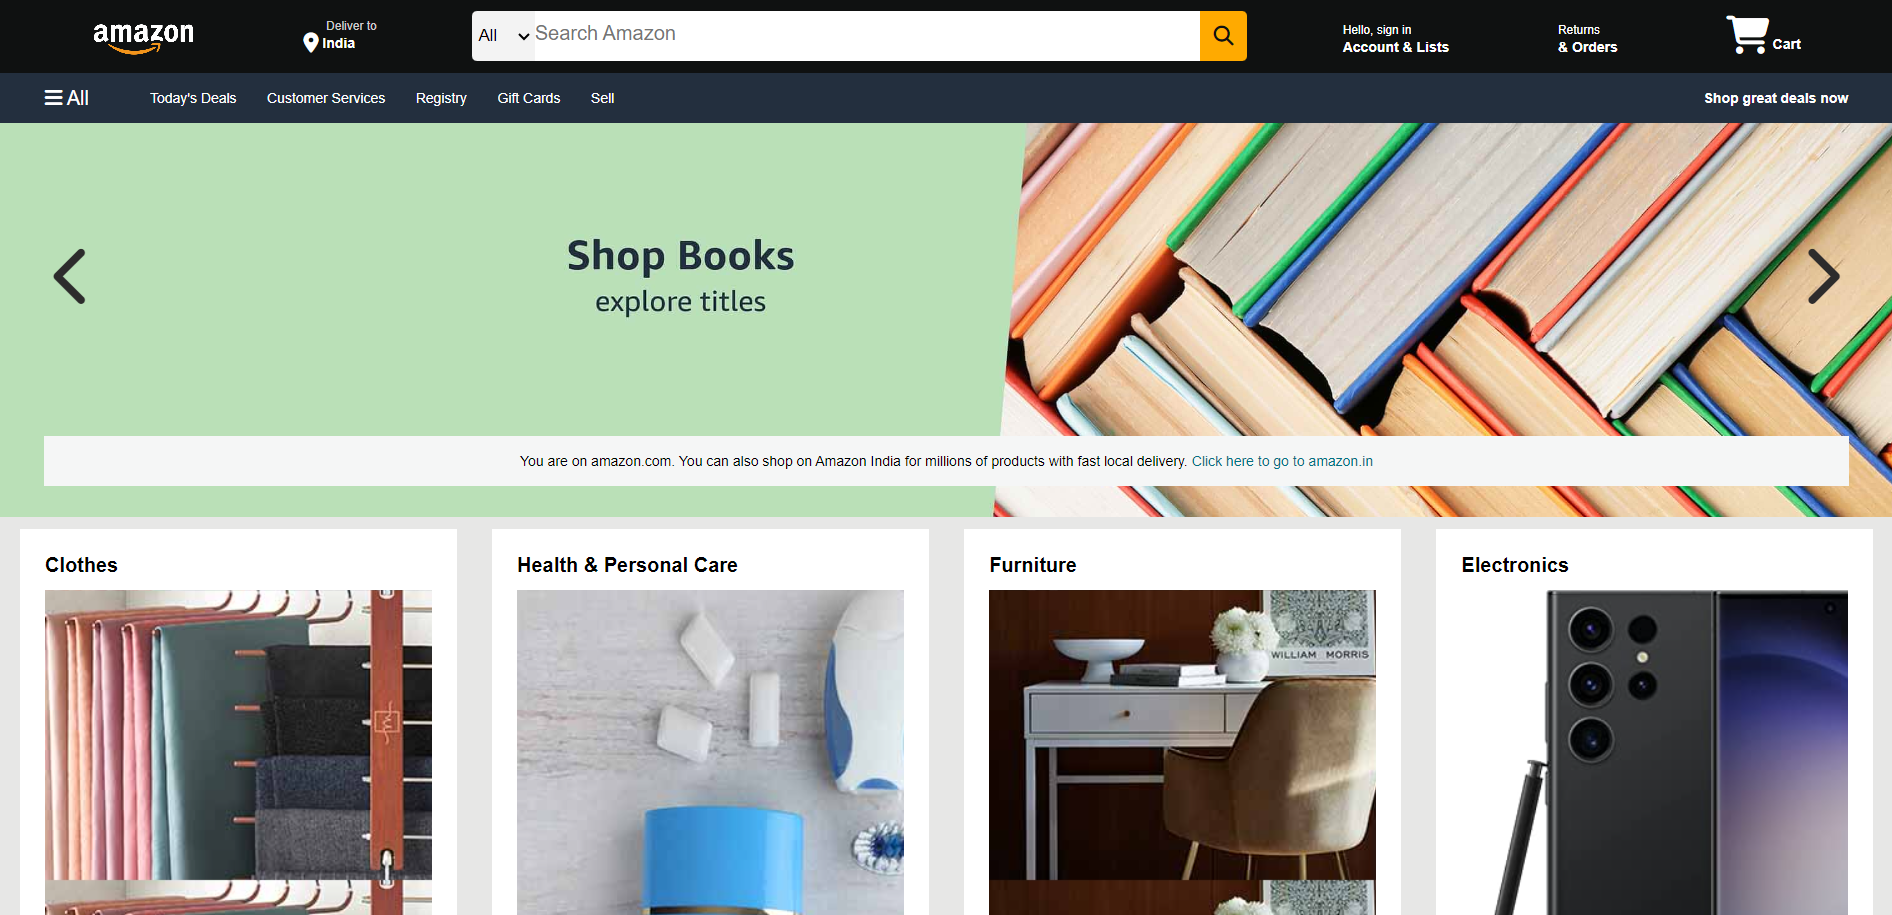 amazon
Deliver to
India
All
Search Amazon
Hello, sign in
Account & Lists
Returns
& Orders
Cart
All
Today's Deals
Customer Services
Registry
Gift Cards
Sell
Shop great deals now
Shop Books
explore titles
You are on amazon.com. You can also shop on Amazon India for millions of products with fast local delivery. Click here to go to amazon.in
Clothes
Health & Personal Care
Furniture
Electronics
WILLIAM MORRIS